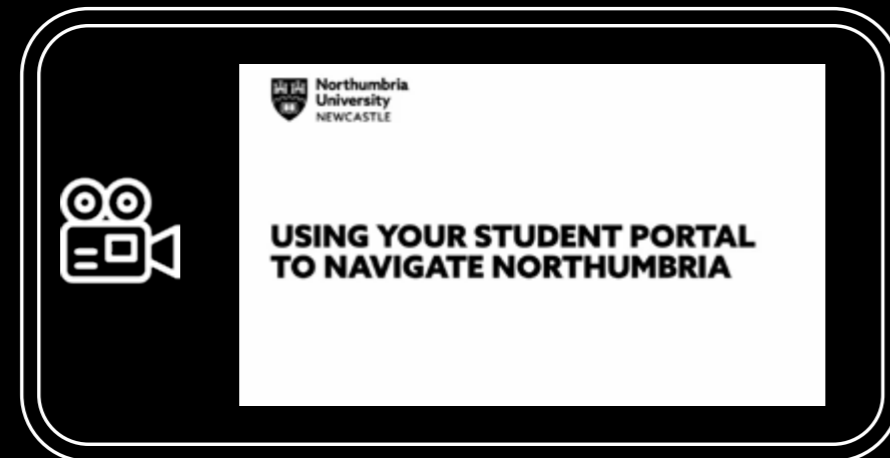 Northumbria
University
NEWCASTLE
USING YOUR STUDENT PORTAL
TO NAVIGATE NORTHUMBRIA